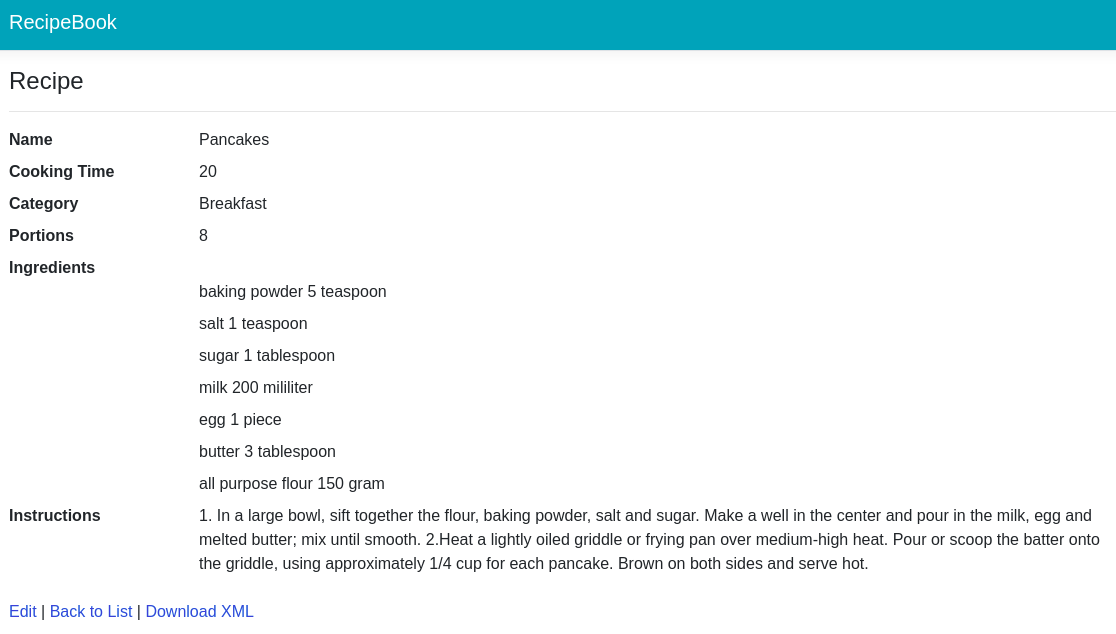 RecipeBook
Recipe
Name Pancakes
Cooking Time 20
Category Breakfast
Portions 8
Ingredients
baking powder 5 teaspoon
salt 1 teaspoon
sugar 1 tablespoon
milk 200 mililiter
egg 1 piece
butter 3 tablespoon
all purpose flour 150 gram
Instructions 1. In a large bowl, sift together the flour, baking powder, salt and sugar. Make a well in the center and pour in the milk, egg and
melted butter; mix until smooth. 2.Heat a lightly oiled griddle or frying pan over medium-high heat. Pour or scoop the batter onto
the griddle, using approximately 1/4 cup for each pancake. Brown on both sides and serve hot.
Edit | Back to List | Download XML